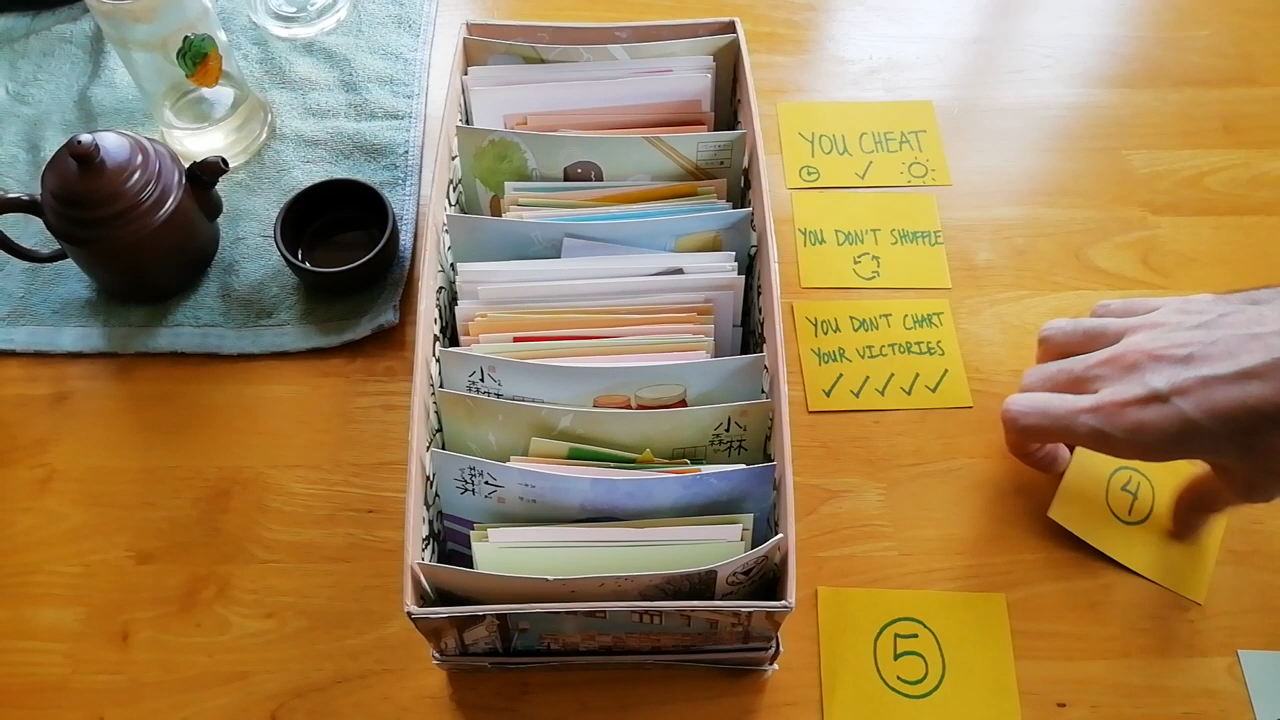 YOU CHEAT
YOU DON'T SHUFFLE
YOU DON'T CHART
YOUR VICTORIES
4
5
小
森林
小
森林
小
森林